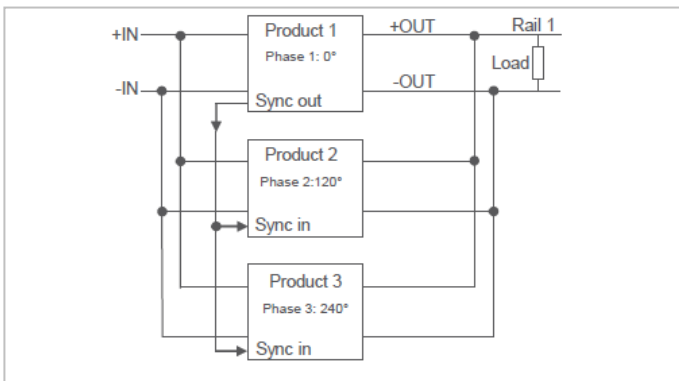 +IN
Product 1
+OUT
Rail 1
Phase 1: 0°
Load
-IN
-OUT
Sync out
Product 2
Phase 2:120°
Sync in
Product 3
Phase 3: 240°
Sync in